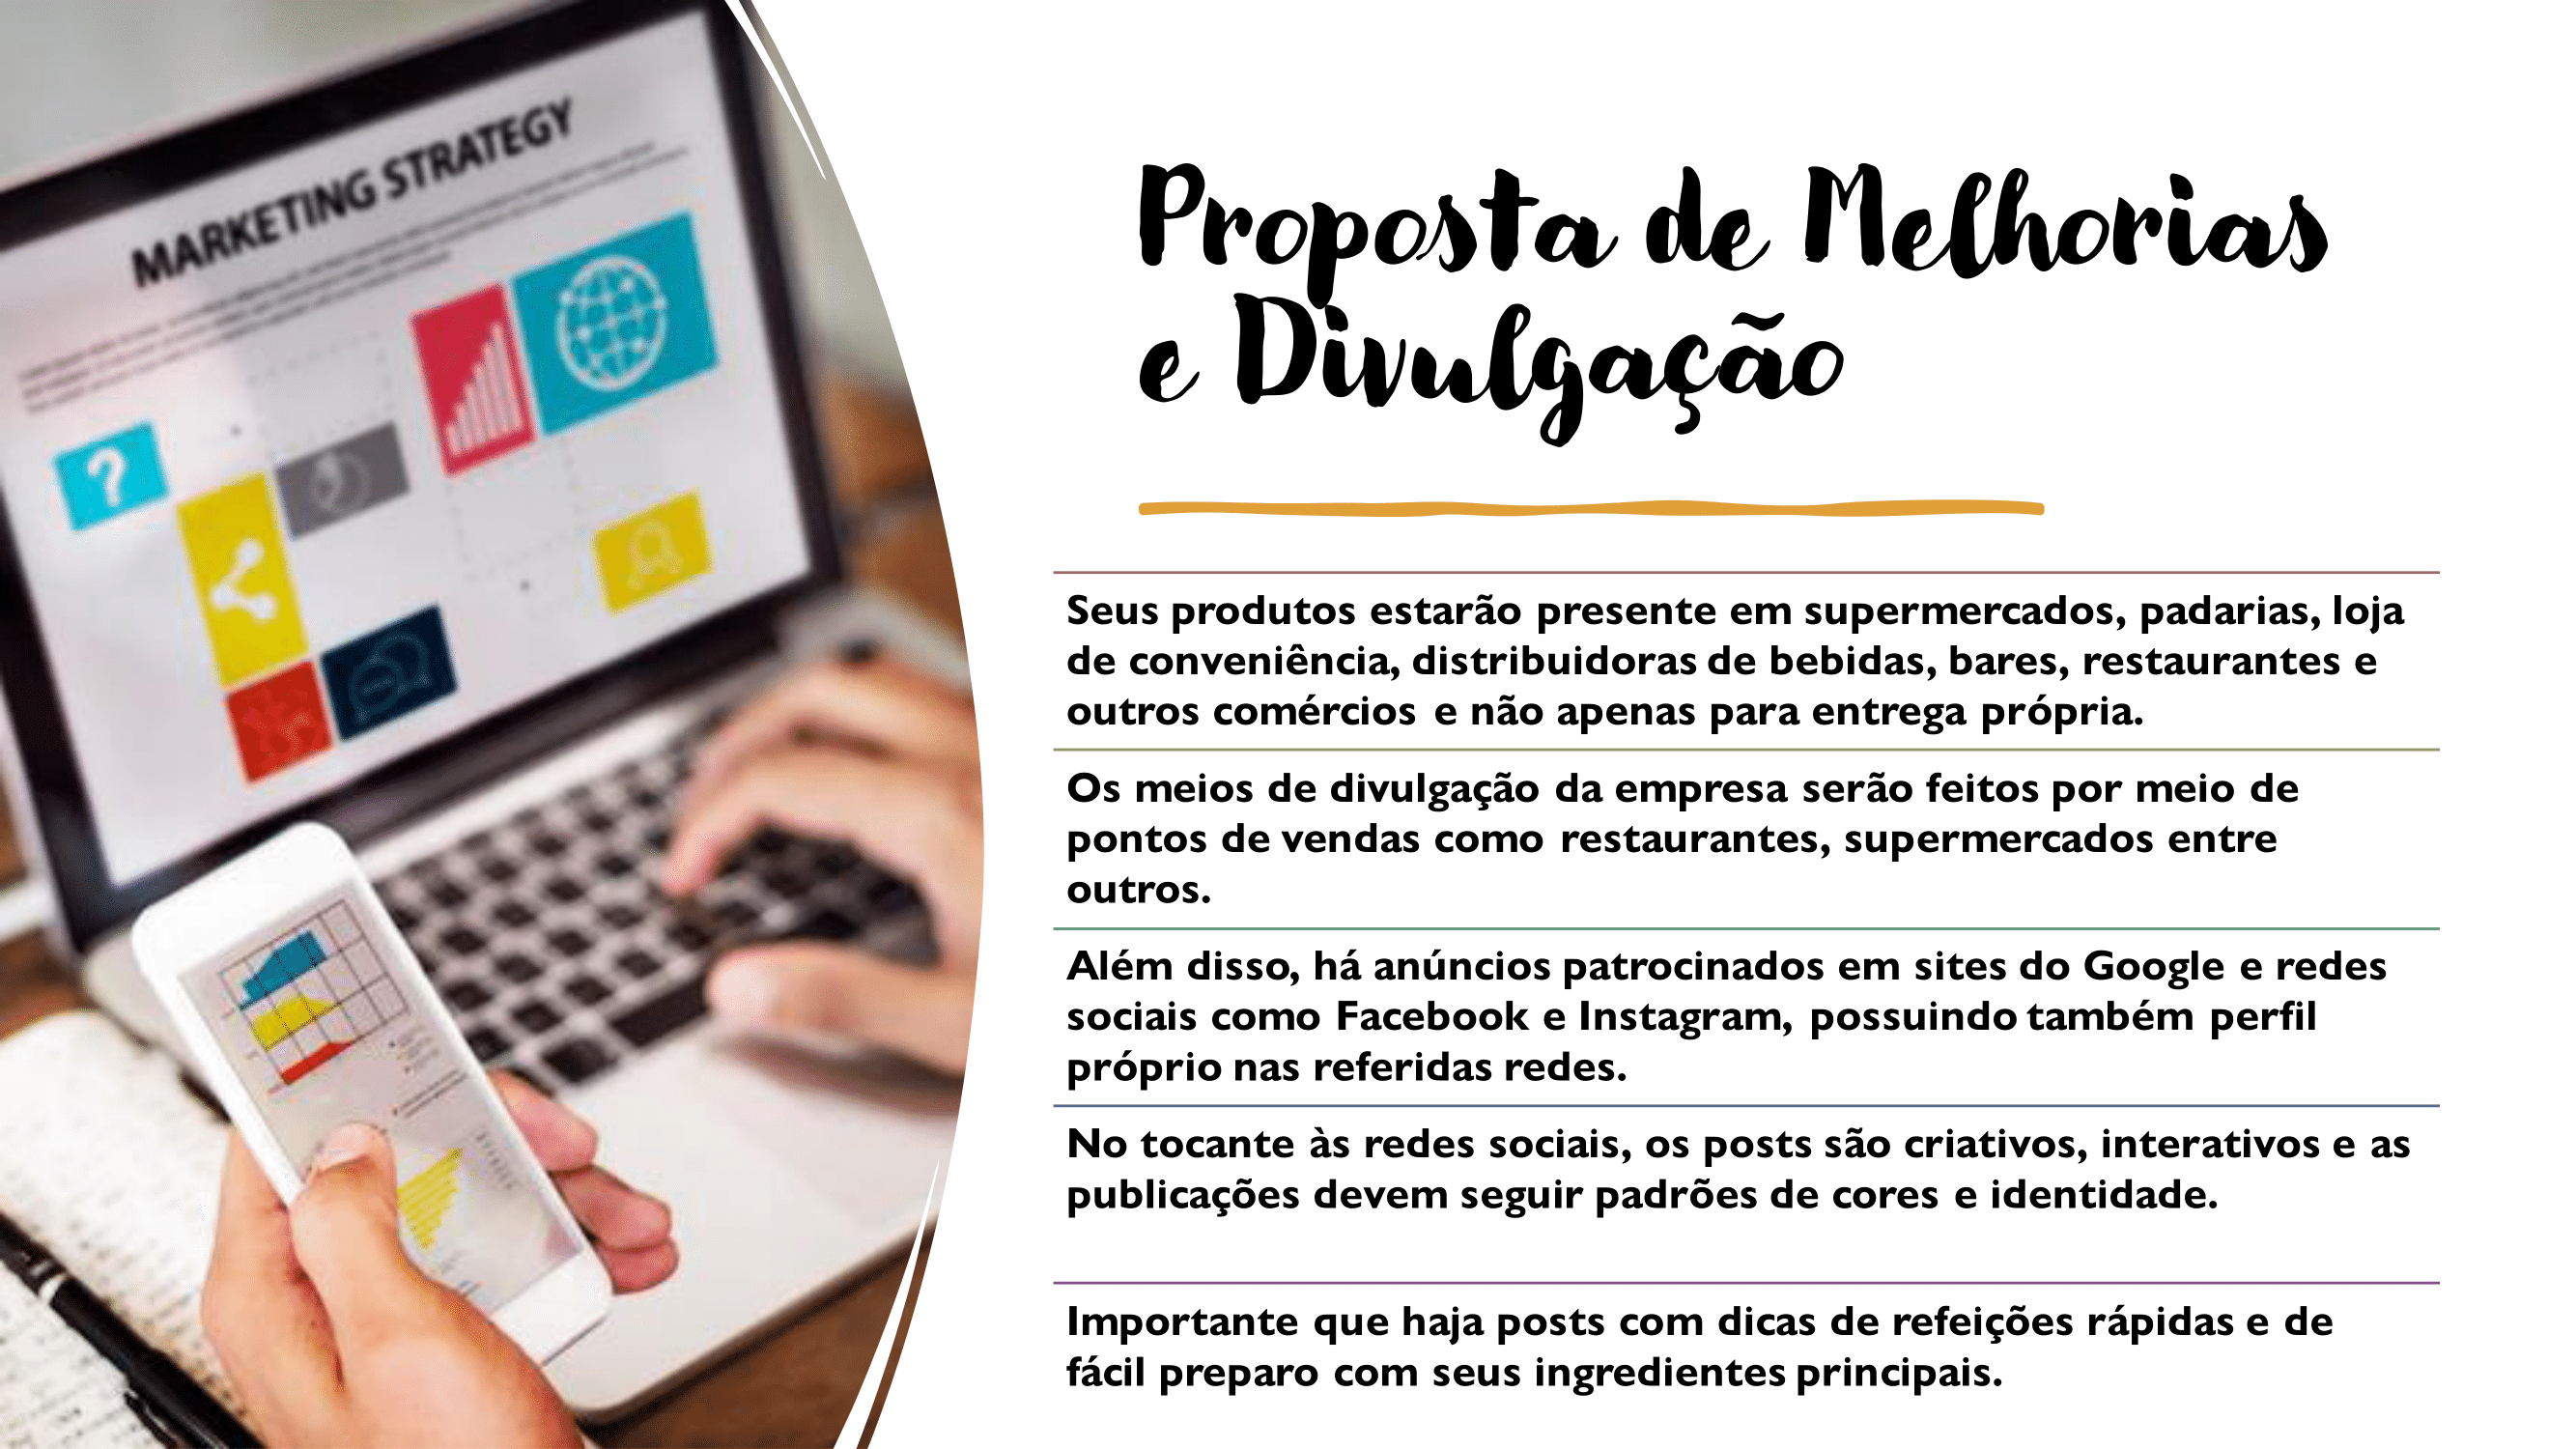 MARKETING STRATEGY
Proposta de Melhorias
e Divulgação
Seus produtos estarão presente em supermercados, padarias, loja
de conveniência, distribuidoras de bebidas, bares, restaurantes e
outros comércios e não apenas para entrega própria.
Os meios de divulgação da empresa serão feitos por meio de
pontos de vendas como restaurantes, supermercados entre
outros.
Além disso, há anúncios patrocinados em sites do Google e redes
sociais como Facebook e Instagram, possuindo também perfil
próprio nas referidas redes.
No tocante às redes sociais, os posts são criativos, interativos e as
publicações devem seguir padrões de cores e identidade.
Importante que haja posts com dicas de refeições rápidas e de
fácil preparo com seus ingredientes principais.